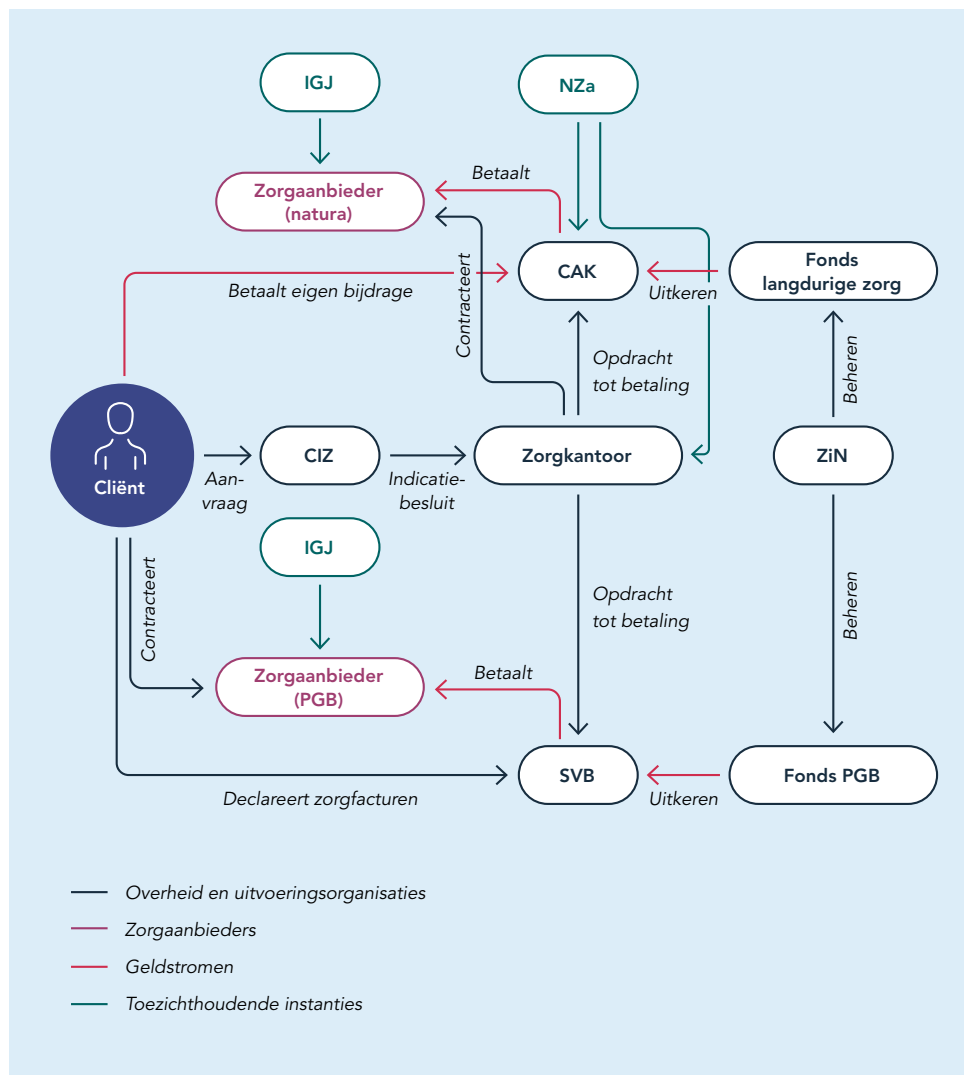 IGJ
NZa
Betaalt
Zorgaanbieder
(natura)
CAK
Fonds
langdurige zorg
Uitkeren
Betaalt eigen bijdrage
Contracteert
Opdracht
tot betaling
Beheren
Cliënt
Aan-
vraag
CIZ
Indicatie-
besluit
Zorgkantoor
ZiN
IGJ
Contracteert
Opdracht
tot betaling
Beheren
Zorgaanbieder
(PGB)
Betaalt
SVB
Fonds PGB
Uitkeren
Declareert zorgfacturen
Overheid en uitvoeringsorganisaties
Zorgaanbieders
Geldstromen
Toezichthoudende instanties